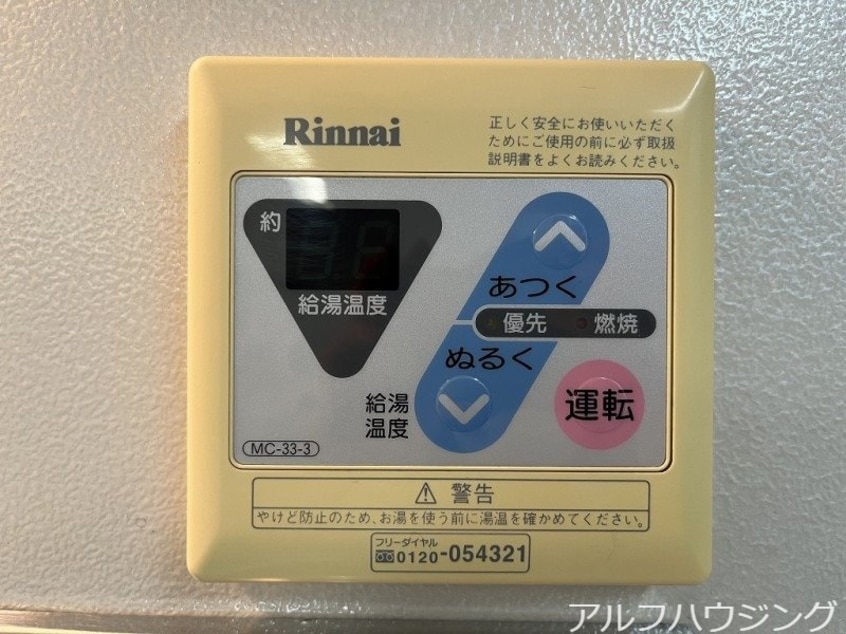 Rinnai
正しく安全にお使いいただく
ためにご使用の前に必ず取扱
説明書をよくお読みください。
約
給湯温度
あつく
優先 燃焼
ぬるく
給湯
温度
運転
MC-33-3
警告
やけど防止のため、お湯を使う前に湯温を確かめてください。
フリーダイヤル
0120-054321
アルフハウジング